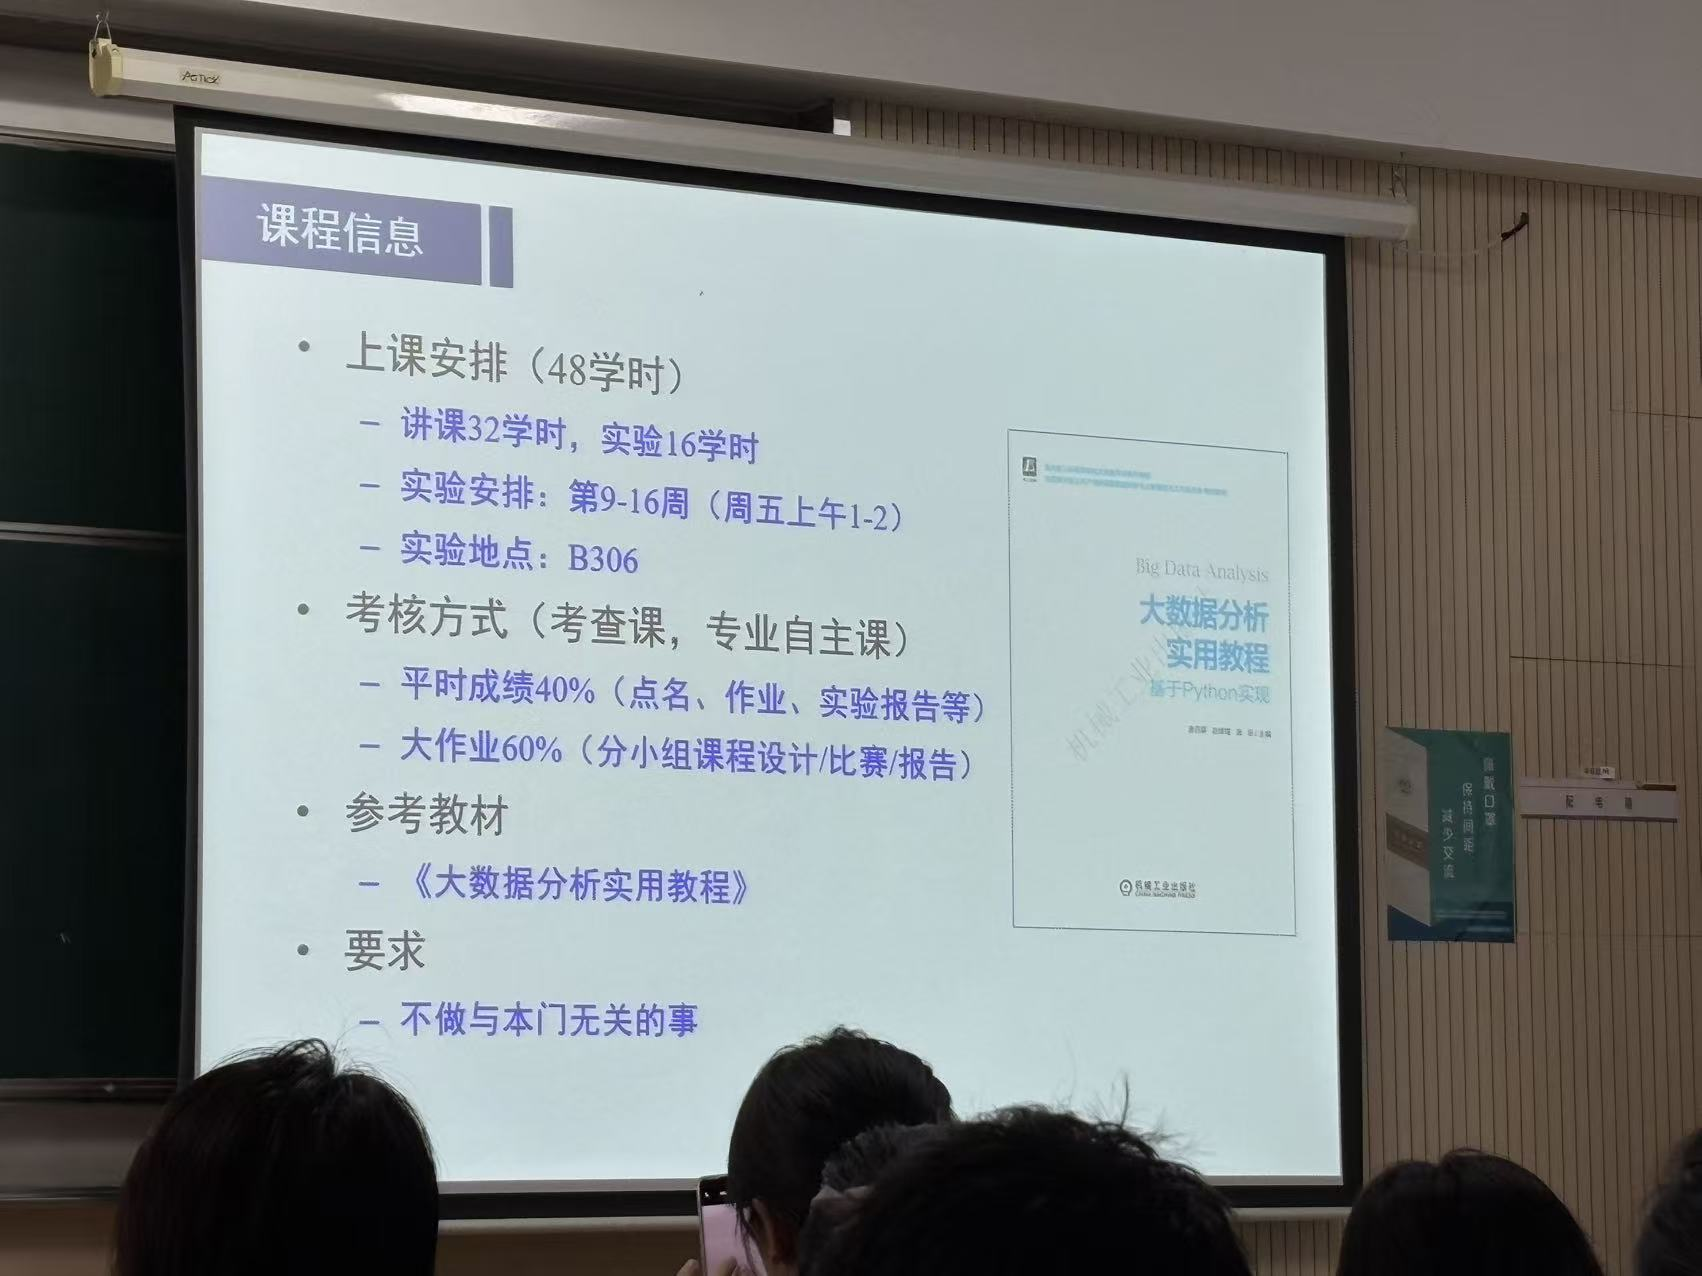 课程信息
• 上课安排（48学时）
– 讲课32学时，实验16学时
– 实验安排：第9-16周（周五上午1-2）
– 实验地点：B306
• 考核方式（考查课，专业自主课）
– 平时成绩40%（点名、作业、实验报告等）
– 大作业60%（分小组课程设计/比赛/报告）
• 参考教材
– 《大数据分析实用教程》
• 要求
– 不做与本门无关的事
Big Data Analysis
大数据分析
实用教程
基于Python实现
机械工业出版社
CHINA MACHINE PRESS
佩戴口罩
保持间距
减少交流
配电箱